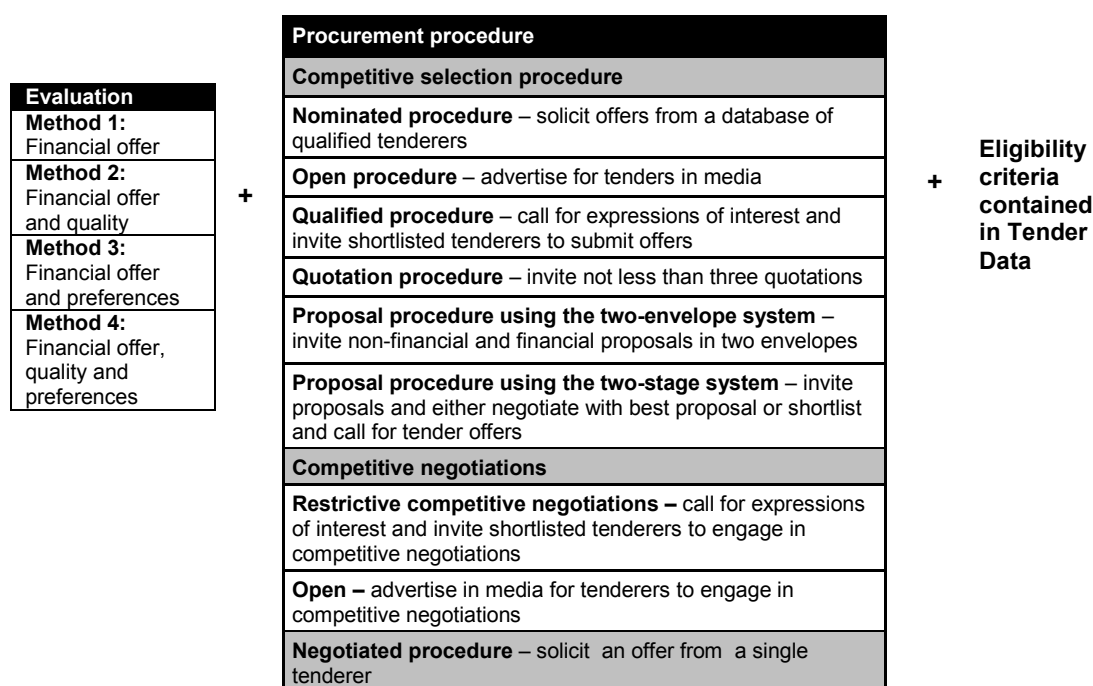 Evaluation
Method 1:
Financial offer
Method 2:
Financial offer
and quality
Method 3:
Financial offer
and preferences
Method 4:
Financial offer,
quality and
preferences
+
Procurement procedure
Competitive selection procedure
Nominated procedure – solicit offers from a database of
qualified tenderers
Open procedure – advertise for tenders in media
Qualified procedure – call for expressions of interest and
invite shortlisted tenderers to submit offers
Quotation procedure – invite not less than three quotations
Proposal procedure using the two-envelope system –
invite non-financial and financial proposals in two envelopes
Proposal procedure using the two-stage system – invite
proposals and either negotiate with best proposal or shortlist
and call for tender offers
Competitive negotiations
Restrictive competitive negotiations – call for expressions
of interest and invite shortlisted tenderers to engage in
competitive negotiations
Open – advertise in media for tenderers to engage in
competitive negotiations
Negotiated procedure – solicit an offer from a single
tenderer
+
Eligibility
criteria
contained
in Tender
Data